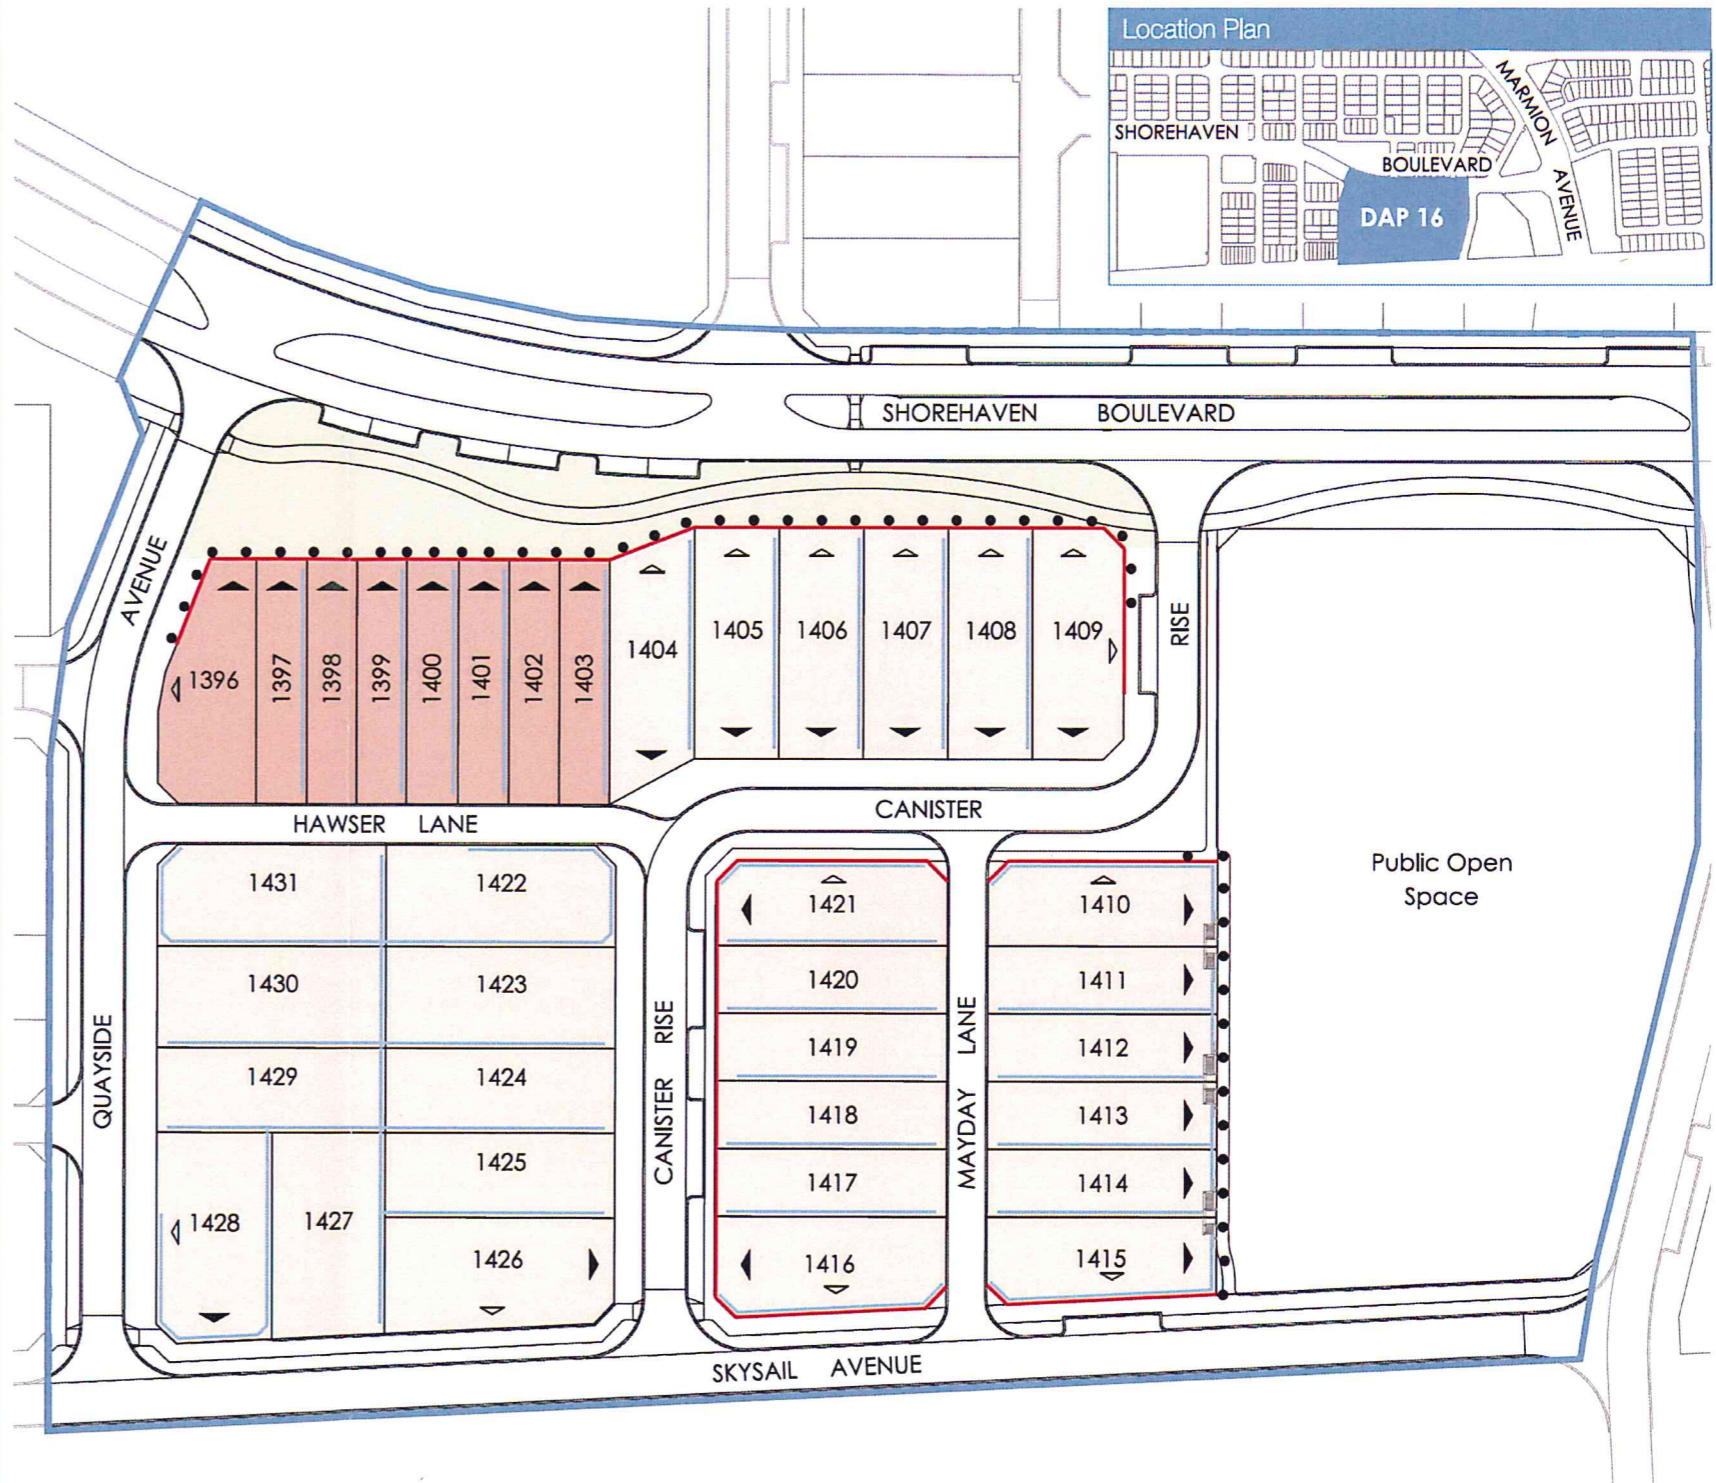 Location Plan
MARMION
AVENUE
SHOREHAVEN
BOULEVARD
DAP 16
SHOREHAVEN BOULEVARD
AVENUE
QUAYSIDE
RISE
1396
1397
1398
1399
1400
1401
1402
1403
1404
1405
1406
1407
1408
1409
HAWSER LANE
CANISTER
1431
1422
1421
1410
Public Open
Space
1430
1423
1420
1411
CANISTER RISE
MAYDAY LANE
1429
1424
1419
1412
1418
1413
1425
1417
1414
1428
1427
1426
1416
1415
SKYSAIL AVENUE